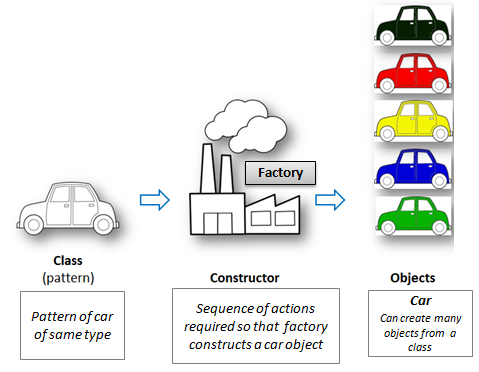 Factory
Class
(pattern)
Constructor
Objects
Pattern of car
of same type
Sequence of actions
required so that factory
constructs a car object
Car
Can create many
objects from a
class